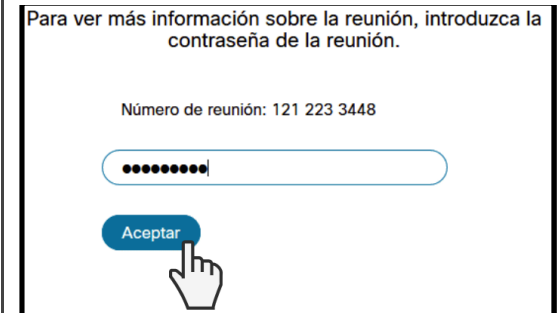 Para ver más información sobre la reunión, introduzca la
contraseña de la reunión.
Número de reunión: 121 223 3448
●●●●●●●●●
Aceptar